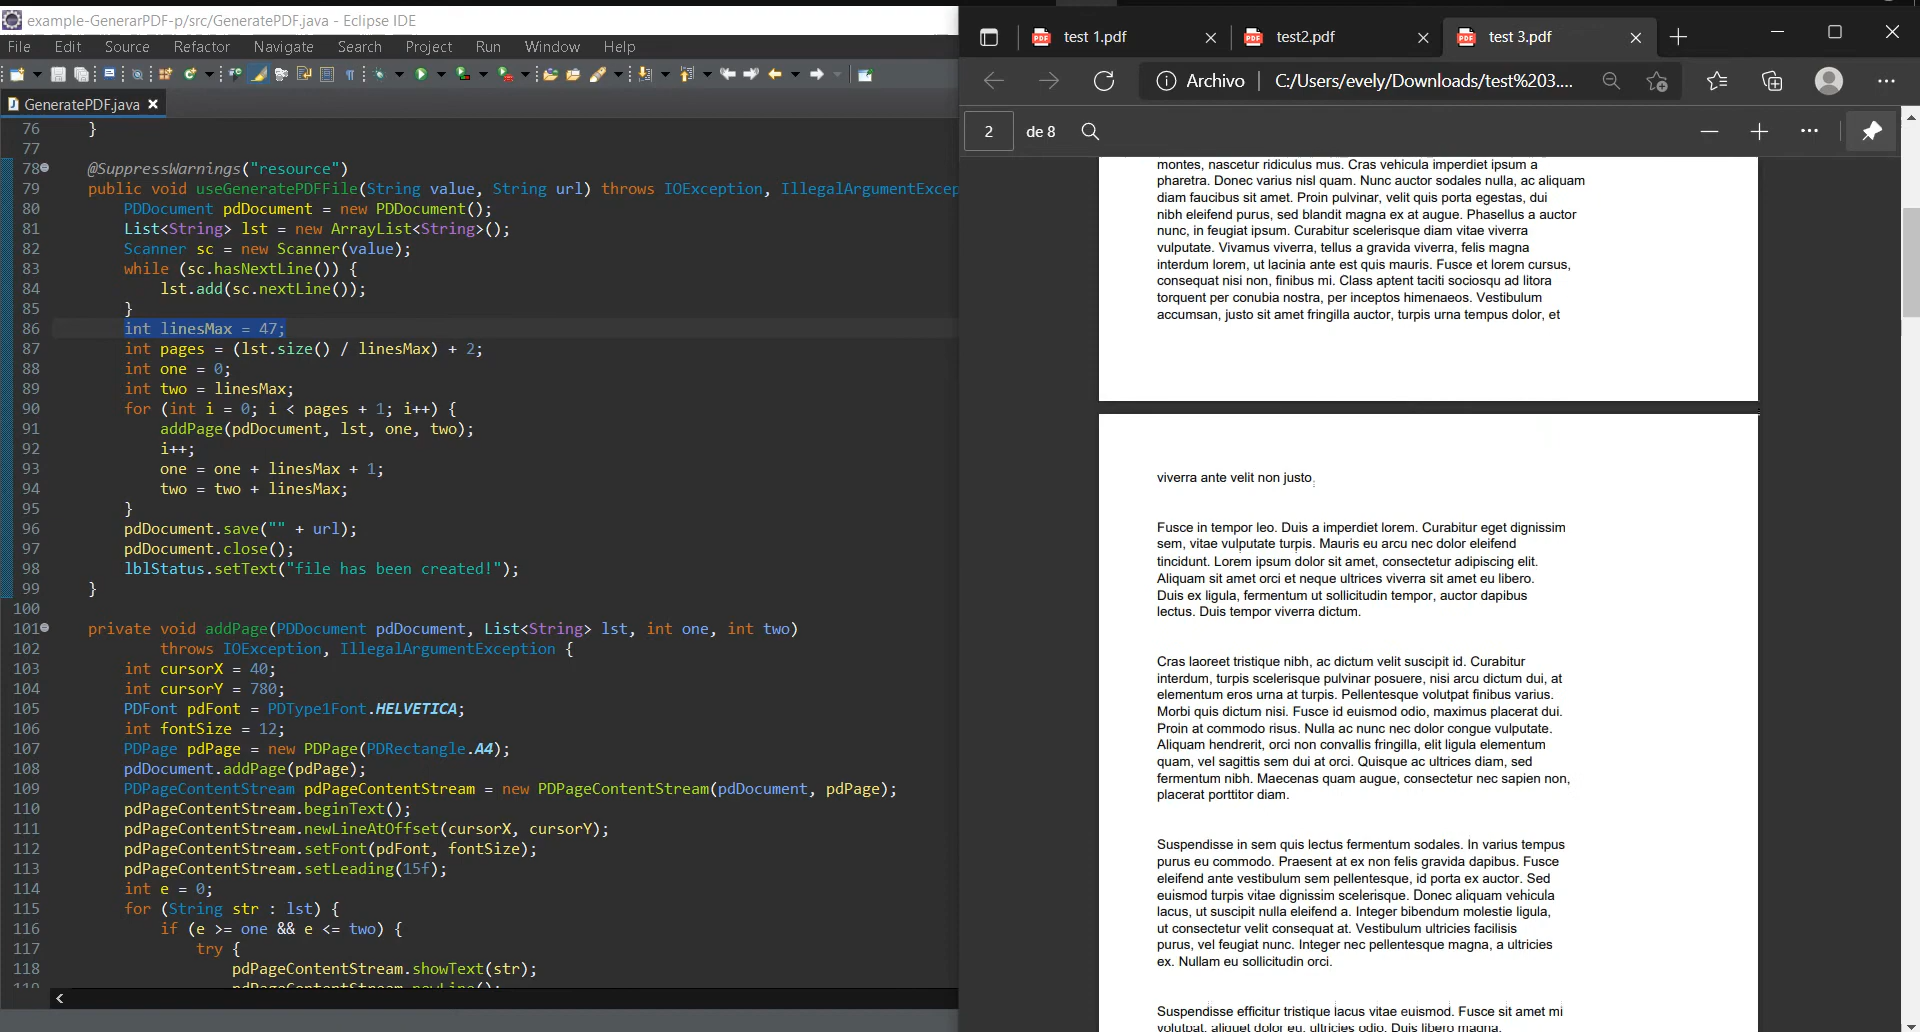 example-GenerarPDF-p/src/GeneratePDF.java - Eclipse IDE
File Edit Source Refactor Navigate Search Project Run Window Help
GeneratePDF.java
76 }
77
78 @SuppressWarnings("resource")
79 public void useGeneratePDFFile(String value, String url) throws IOException, IllegalArgumentExcep
80 PDDocument pdDocument = new PDDocument();
81 List<String> lst = new ArrayList<String>();
82 Scanner sc = new Scanner(value);
83 while (sc.hasNextLine()) {
84 lst.add(sc.nextLine());
85 }
86 int linesMax = 47;
87 int pages = (lst.size() / linesMax) + 2;
88 int one = 0;
89 int two = linesMax;
90 for (int i = 0; i < pages + 1; i++) {
91 addPage(pdDocument, lst, one, two);
92 i++;
93 one = one + linesMax + 1;
94 two = two + linesMax;
95 }
96 pdDocument.save("" + url);
97 pdDocument.close();
98 lblStatus.setText("file has been created!");
99 }
100
101 private void addPage(PDDocument pdDocument, List<String> lst, int one, int two)
102 throws IOException, IllegalArgumentException {
103 int cursorX = 40;
104 int cursorY = 780;
105 PDFont pdFont = PDType1Font.HELVETICA;
106 int fontSize = 12;
107 PDPage pdPage = new PDPage(PDRectangle.A4);
108 pdDocument.addPage(pdPage);
109 PDPageContentStream pdPageContentStream = new PDPageContentStream(pdDocument, pdPage);
110 pdPageContentStream.beginText();
111 pdPageContentStream.newLineAtOffset(cursorX, cursorY);
112 pdPageContentStream.setFont(pdFont, fontSize);
113 pdPageContentStream.setLeading(15f);
114 int e = 0;
115 for (String str : lst) {
116 if (e >= one && e <= two) {
117 try {
118 pdPageContentStream.showText(str);
test 1.pdf test2.pdf test 3.pdf
Archivo C:/Users/evely/Downloads/test%203....
2 de 8
montes, nascetur ridiculus mus. Cras vehicula imperdiet ipsum a
pharetra. Donec varius nisl quam. Nunc auctor sodales nulla, ac aliquam
diam faucibus sit amet. Proin pulvinar, velit quis porta egestas, dui
nibh eleifend purus, sed blandit magna ex at augue. Phasellus a auctor
nunc, in feugiat ipsum. Curabitur scelerisque diam vitae viverra
vulputate. Vivamus viverra, tellus a gravida viverra, felis magna
interdum lorem, ut lacinia ante est quis mauris. Fusce et lorem cursus,
consequat nisi non, finibus mi. Class aptent taciti sociosqu ad litora
torquent per conubia nostra, per inceptos himenaeos. Vestibulum
accumsan, justo sit amet fringilla auctor, turpis urna tempus dolor, et
viverra ante velit non justo.
Fusce in tempor leo. Duis a imperdiet lorem. Curabitur eget dignissim
sem, vitae vulputate turpis. Mauris eu arcu nec dolor eleifend
tincidunt. Lorem ipsum dolor sit amet, consectetur adipiscing elit.
Aliquam sit amet orci et neque ultrices viverra sit amet eu libero.
Duis ex ligula, fermentum ut sollicitudin tempor, auctor dapibus
lectus. Duis tempor viverra dictum.
Cras laoreet tristique nibh, ac dictum velit suscipit id. Curabitur
interdum, turpis scelerisque pulvinar posuere, nisi arcu dictum dui, at
elementum eros urna at turpis. Pellentesque volutpat finibus varius.
Morbi quis dictum nisi. Fusce id euismod odio, maximus placerat dui.
Proin at commodo risus. Nulla ac nunc nec dolor congue vulputate.
Aliquam hendrerit, orci non convallis fringilla, elit ligula elementum
quam, vel sagittis sem dui at orci. Quisque ac ultrices diam, sed
fermentum nibh. Maecenas quam augue, consectetur nec sapien non,
placerat porttitor diam.
Suspendisse in sem quis lectus fermentum sodales. In varius tempus
purus eu commodo. Praesent at ex non felis gravida dapibus. Fusce
eleifend ante vestibulum sem pellentesque, id porta ex auctor. Sed
euismod turpis vitae dignissim scelerisque. Donec aliquam vehicula
lacus, ut suscipit nulla eleifend a. Integer bibendum molestie ligula,
ut consectetur velit consequat at. Vestibulum ultricies facilisis
purus, vel feugiat nunc. Integer nec pellentesque magna, a ultricies
ex. Nullam eu sollicitudin orci.
Suspendisse efficitur tristique lacus vitae euismod. Fusce sit amet mi
volutpat, aliquet dolor eu, ultricies odio. Duis libero magna,